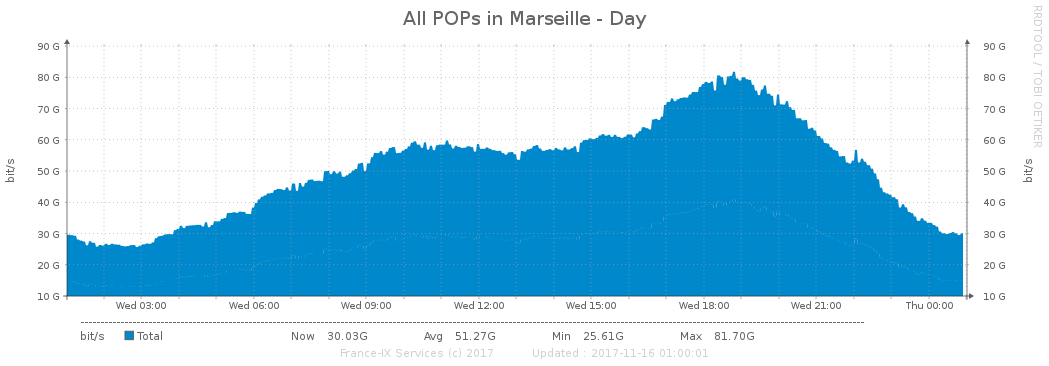 All POPs in Marseille - Day
RRDTOOL / TOBI OETIKER
90 G 90 G
80 G 80 G
70 G 70 G
60 G 60 G
50 G 50 G
40 G 40 G
30 G 30 G
20 G 20 G
10 G 10 G
bit/s
bit/s
Wed 03:00 Wed 06:00 Wed 09:00 Wed 12:00 Wed 15:00 Wed 18:00 Wed 21:00 Thu 00:00
bit/s Total Now 30.03G Avg 51.27G Min 25.61G Max 81.70G
France-IX Services (c) 2017 Updated : 2017-11-16 01:00:01